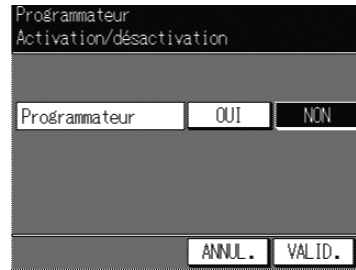 Programmateur
Activation/désactivation
Programmateur OUI NON
ANNUL. VALID.